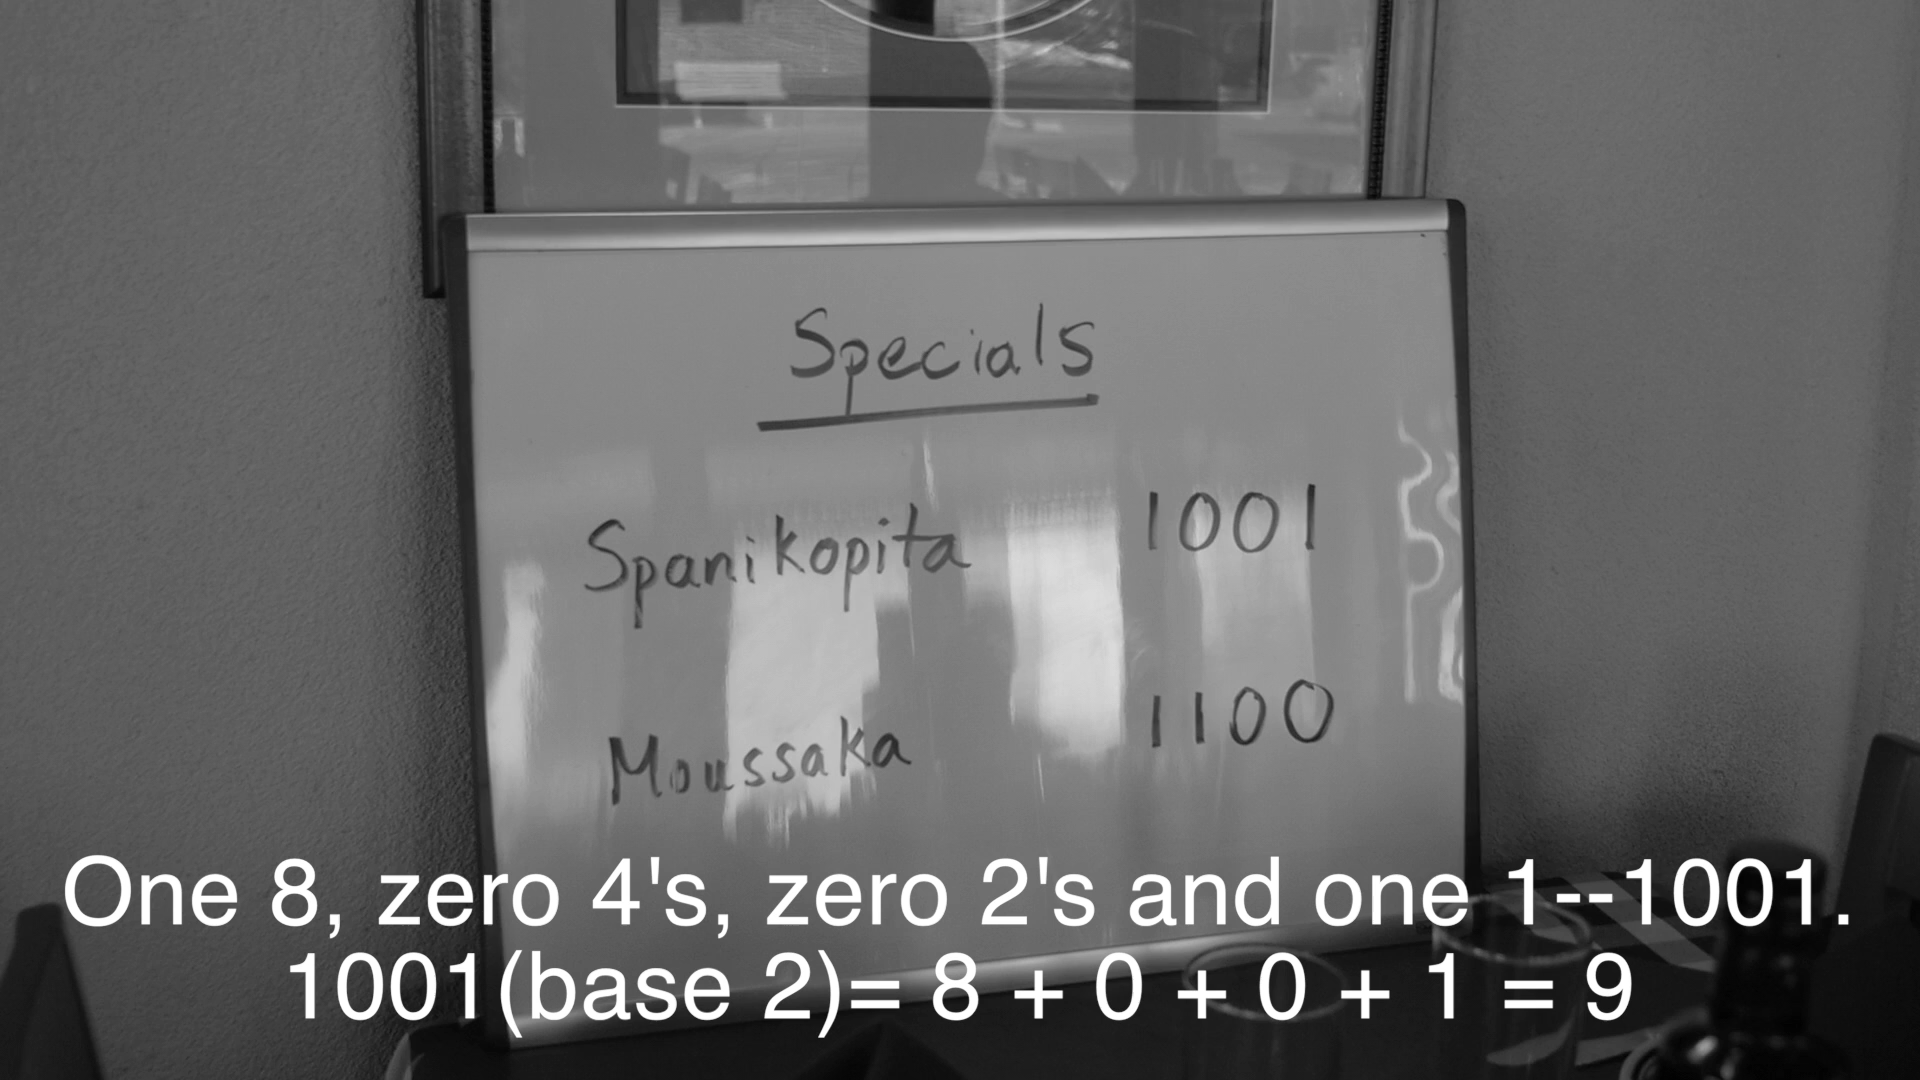 Specials
Spanikopita 1001
Moussaka 1100
One 8, zero 4's, zero 2's and one 1--1001.
1001(base 2)= 8 + 0 + 0 + 1 = 9